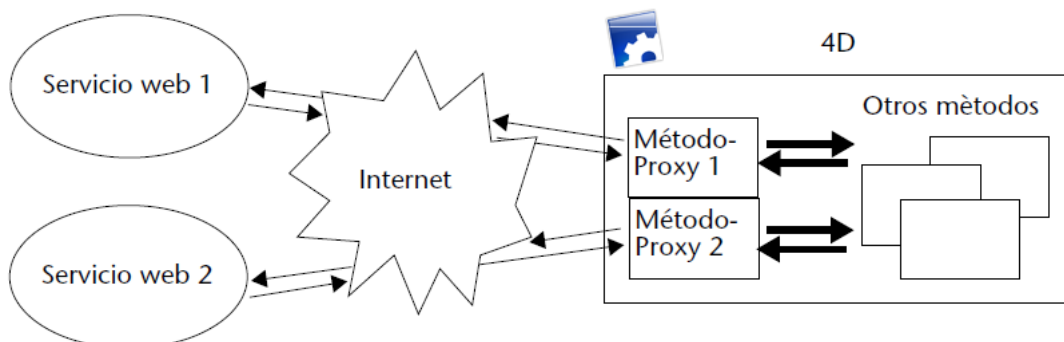 4D
Servicio web 1
Otros mètodos
Método-
Proxy 1
Internet
Método-
Proxy 2
Servicio web 2